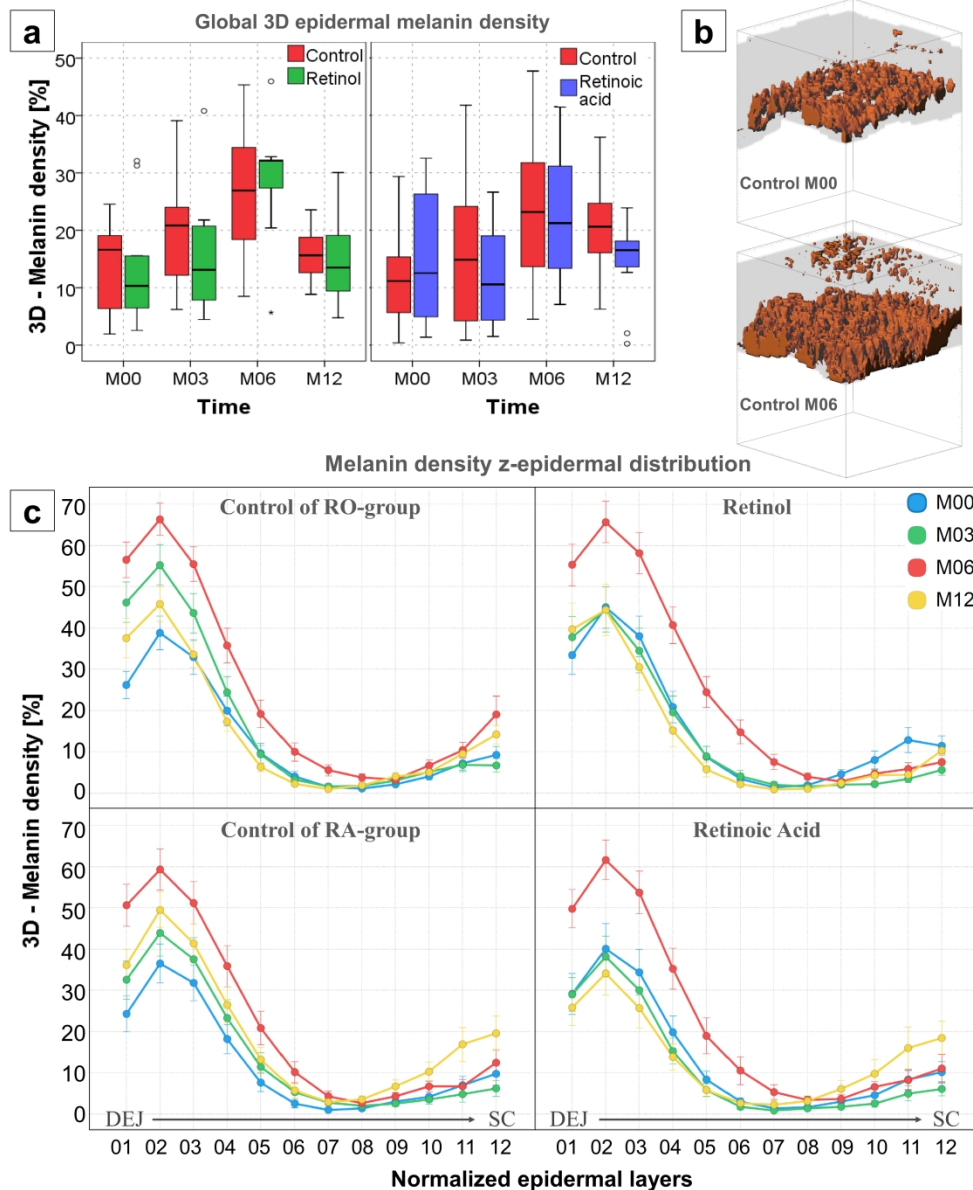 a
Global 3D epidermal melanin density
3D - Melanin density [%]
50
40
30
20
10
0
Control
Retinol
Control
Retinoic
acid
M00 M03 M06 M12
M00 M03 M06 M12
Time Time
b
Control M00
Control M06
Melanin density z-epidermal distribution
c
3D - Melanin density [%]
70
60
50
40
30
20
10
0
Control of RO-group
Retinol
M00
M03
M06
M12
3D - Melanin density [%]
70
60
50
40
30
20
10
0
Control of RA-group
Retinoic Acid
DEJ SC DEJ SC
01 02 03 04 05 06 07 08 09 10 11 12 01 02 03 04 05 06 07 08 09 10 11 12
Normalized epidermal layers